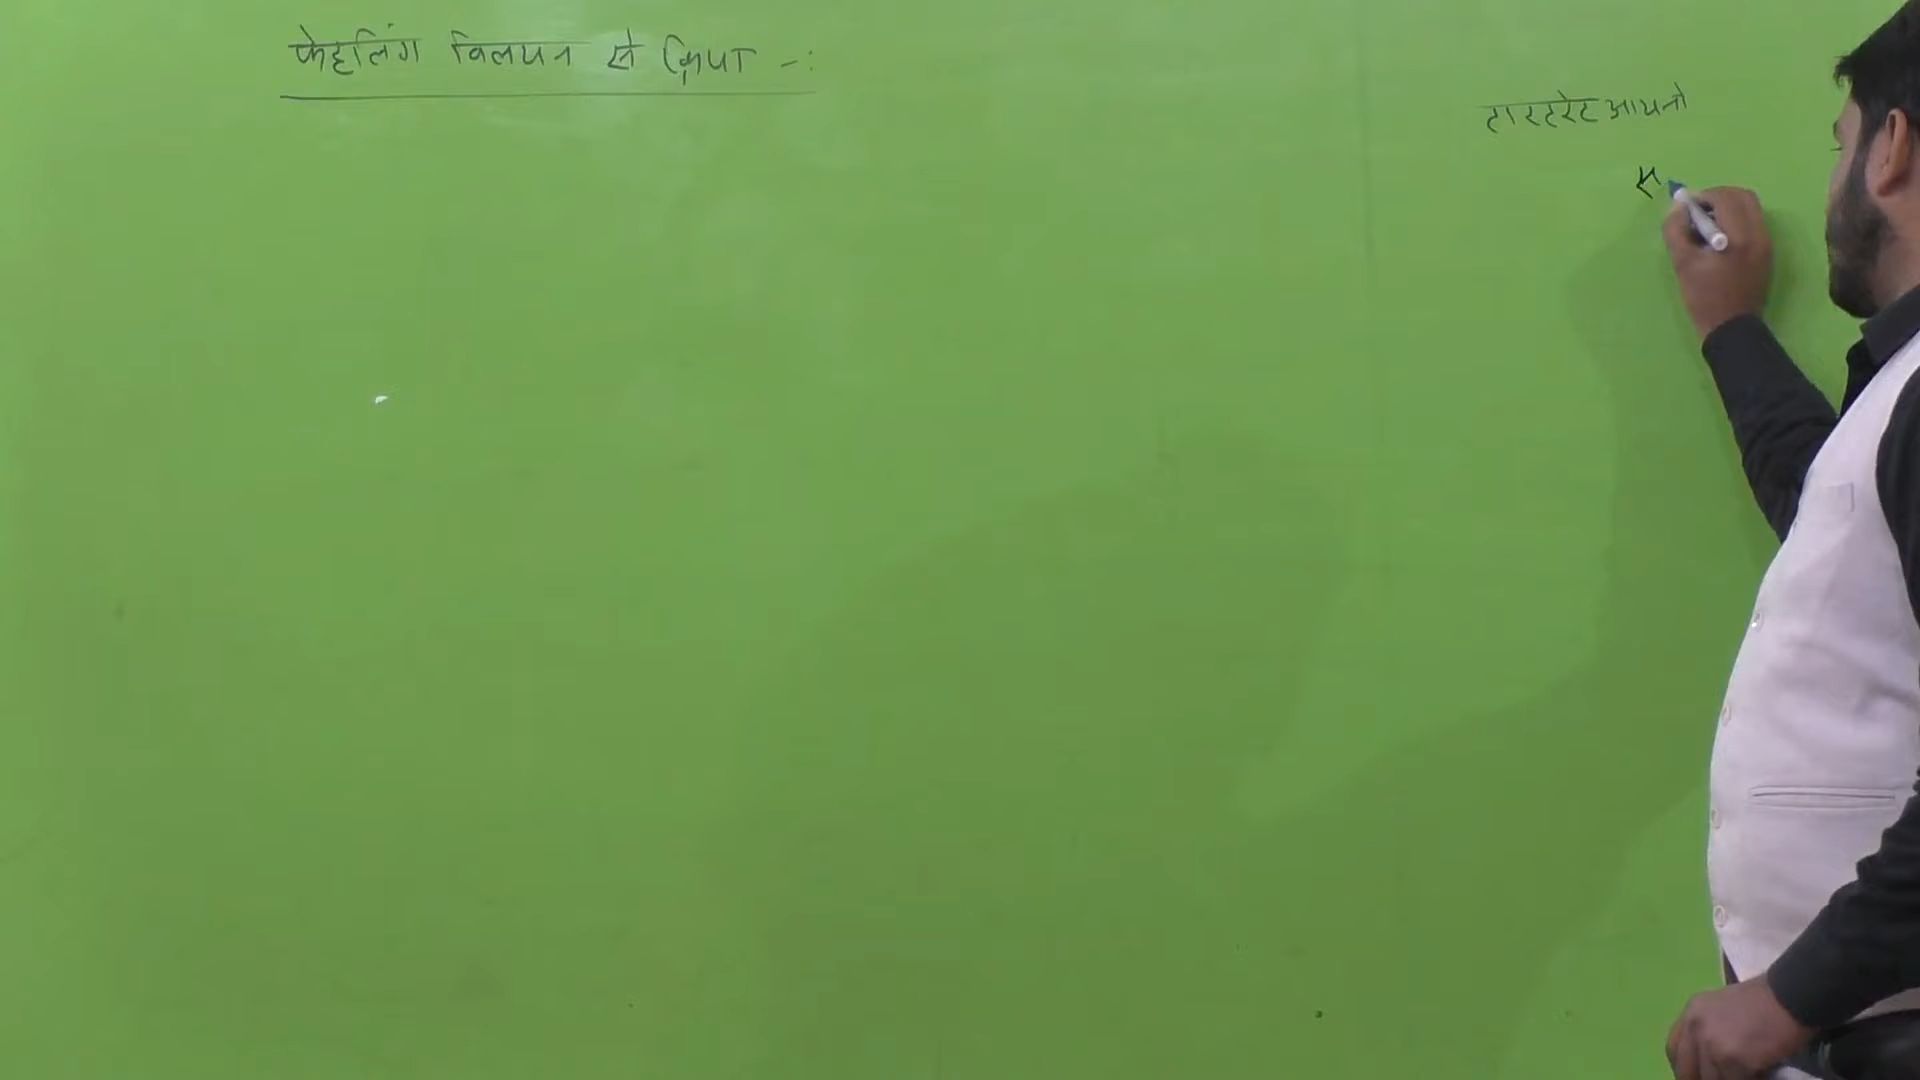 फेहलिंग विलयन से क्रिया -:
टारटरेट आयनो
स